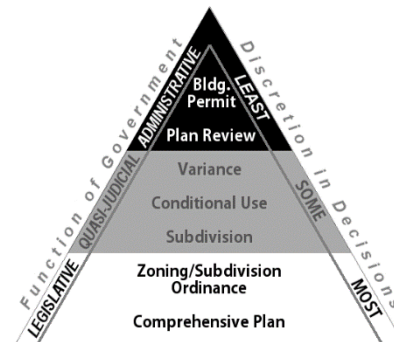 Function of Government
Discretion in Decisions
ADMINISTRATIVE
LEAST
Bldg.
Permit
Plan Review
QUASI-JUDICIAL
SOME
Variance
Conditional Use
Subdivision
LEGISLATIVE
MOST
Zoning/Subdivision
Ordinance
Comprehensive Plan